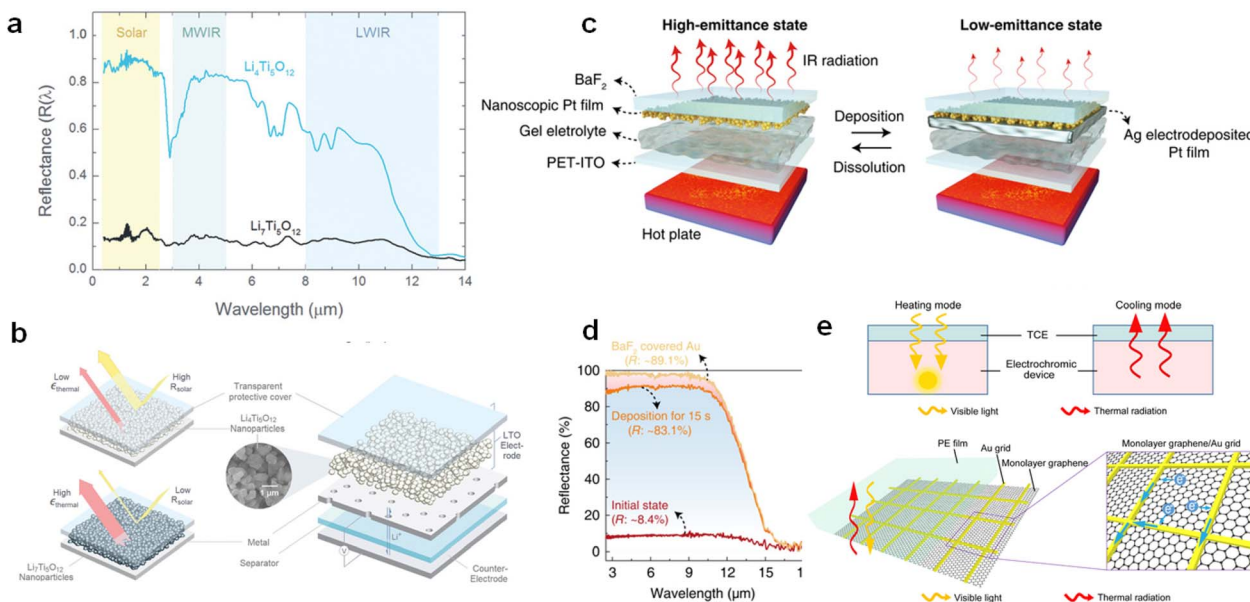 a
Reflectance (R(λ)
1.0
0.8
0.6
0.4
0.2
0.0
Solar
MWIR
LWIR
Li4Ti5O12
Li7Ti5O12
0
2
4
6
8
10
12
14
Wavelength (μm)
b
Low
ϵthermal
High
Rsolar
High
ϵthermal
Low
Rsolar
Li7Ti5O12
Nanoparticles
Transparent
protective cover
Li4Ti5O12
Nanoparticles
1 μm
Metal
Separator
LTO
Elect-
rode
Li+
V
Counter-
Electrode
c
High-emittance state
Low-emittance state
IR radiation
BaF2
Nanoscopic Pt film
Gel eletrolyte
PET-ITO
Hot plate
Deposition
Dissolution
Ag electrodeposited
Pt film
d
Reflectance (%)
100
80
60
40
20
0
BaF2 covered Au
(R: ~89.1%)
Deposition for 15 s
(R: ~83.1%)
Initial state
(R: ~8.4%)
3
6
9
12
15
1
Wavelength (μm)
e
Heating mode
Cooling mode
TCE
Electrochromic
device
Visible light
Thermal radiation
PE film
Au grid
Monolayer graphene
Monolayer graphene/Au grid
e
e
e
Visible light
Thermal radiation